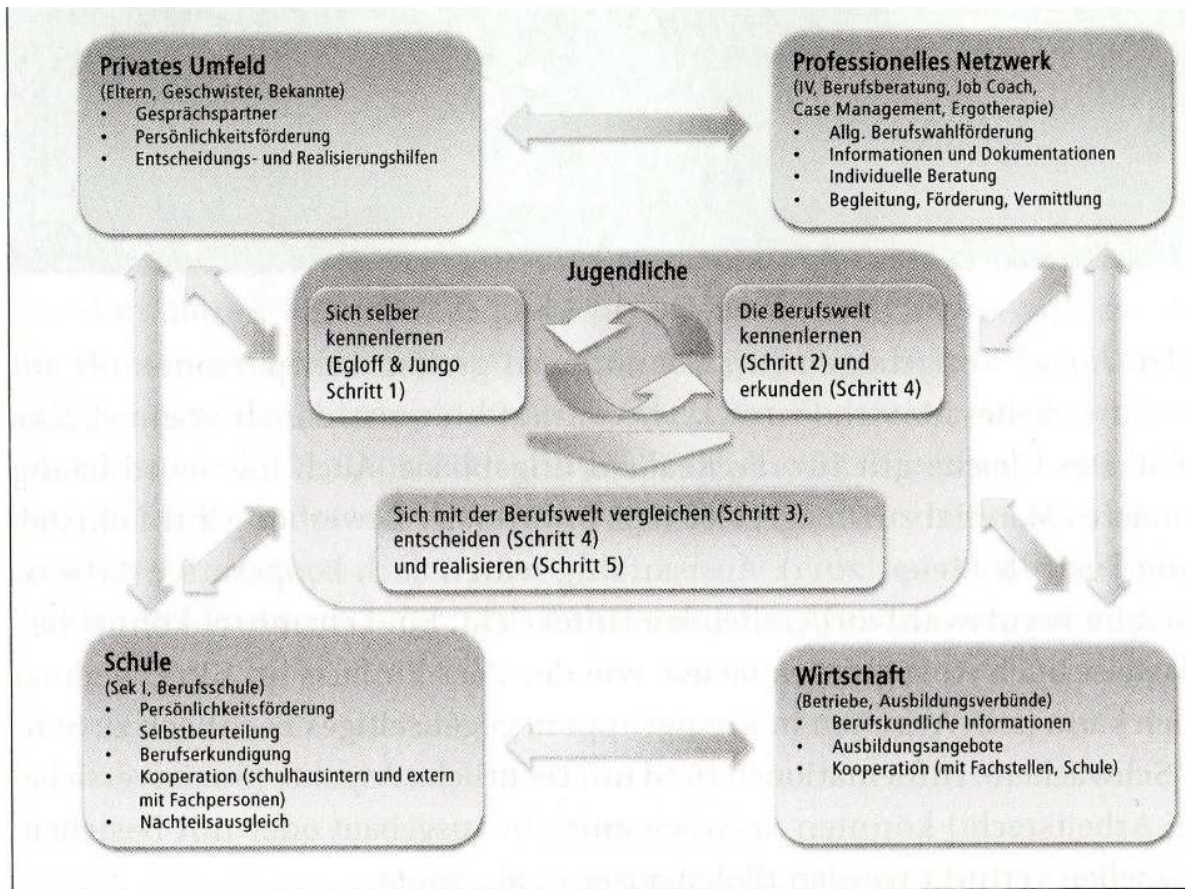 Privates Umfeld
(Eltern, Geschwister, Bekannte)
• Gesprächspartner
• Persönlichkeitsförderung
• Entscheidungs- und Realisierungshilfen
Professionelles Netzwerk
(IV, Berufsberatung, Job Coach,
Case Management, Ergotherapie)
• Allg. Berufswahlförderung
• Informationen und Dokumentationen
• Individuelle Beratung
• Begleitung, Förderung, Vermittlung
Jugendliche
Sich selber
kennenlernen
(Egloff & Jungo
Schritt 1)
Die Berufswelt
kennenlernen
(Schritt 2) und
erkunden (Schritt 4)
Sich mit der Berufswelt vergleichen (Schritt 3),
entscheiden (Schritt 4)
und realisieren (Schritt 5)
Schule
(Sek I, Berufsschule)
• Persönlichkeitsförderung
• Selbstbeurteilung
• Berufserkundigung
• Kooperation (schulhausintern und extern
mit Fachpersonen)
• Nachteilsausgleich
Wirtschaft
(Betriebe, Ausbildungsverbünde)
• Berufskundliche Informationen
• Ausbildungsangebote
• Kooperation (mit Fachstellen, Schule)